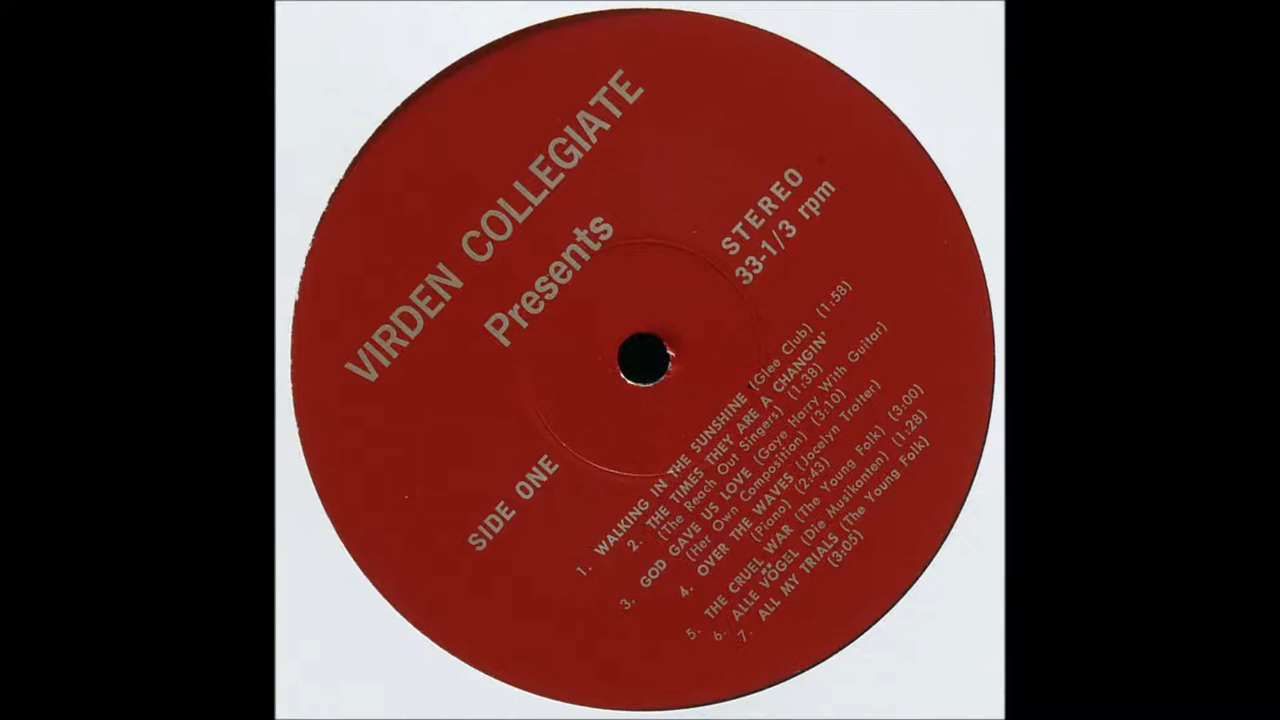 VIRDEN COLLEGIATE
Presents
STEREO
33-1/3 rpm
SIDE ONE
1. WALKING IN THE SUNSHINE (Glee Club) (1:58)
2. THE TIMES THEY ARE A CHANGIN'
(The Reach Out Singers) (1:38)
3. GOD GAVE US LOVE (Gaye Harry With Guitar)
(Her Own Composition) (3:10)
4. OVER THE WAVES (Jocelyn Trotter)
(Piano) (2:43)
5. THE CRUEL WAR (The Young Folk) (3:00)
6. ALLE VÖGEL (Die Musikanten) (1:28)
7. ALL MY TRIALS (The Young Folk)
(3:05)